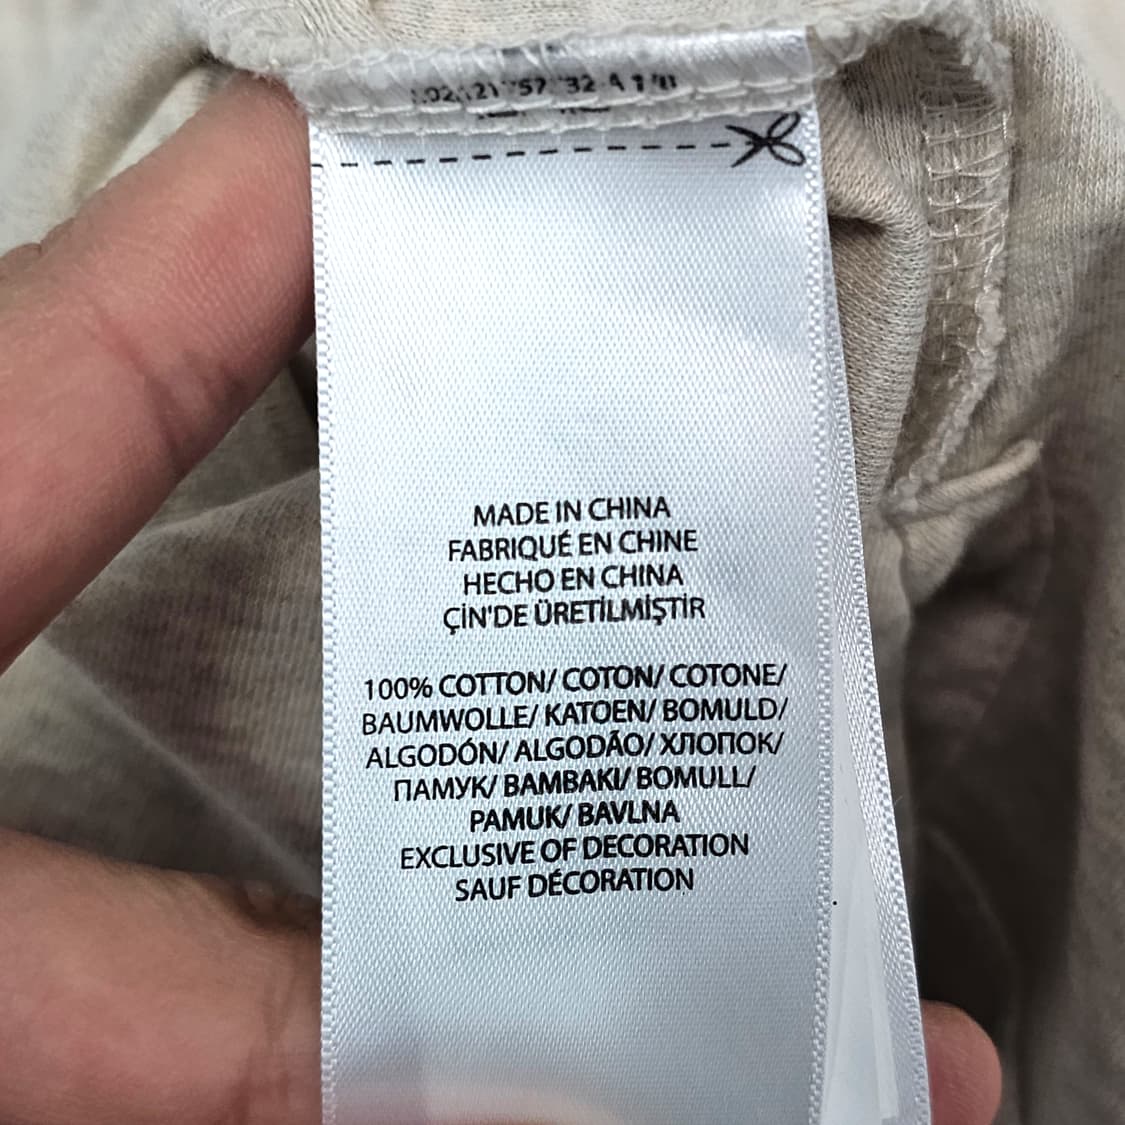 MADE IN CHINA
FABRIQUÉ EN CHINE
HECHO EN CHINA
ÇİN'DE ÜRETİLMİŞTİR
100% COTTON/ COTON/ COTONE/
BAUMWOLLE/ KATOEN/ BOMULD/
ALGODÓN/ ALGODÃO/ ХЛОПОК/
ПАМУК/ BAMBAKI/ BOMULL/
PAMUK/ BAVLNA
EXCLUSIVE OF DECORATION
SAUF DÉCORATION